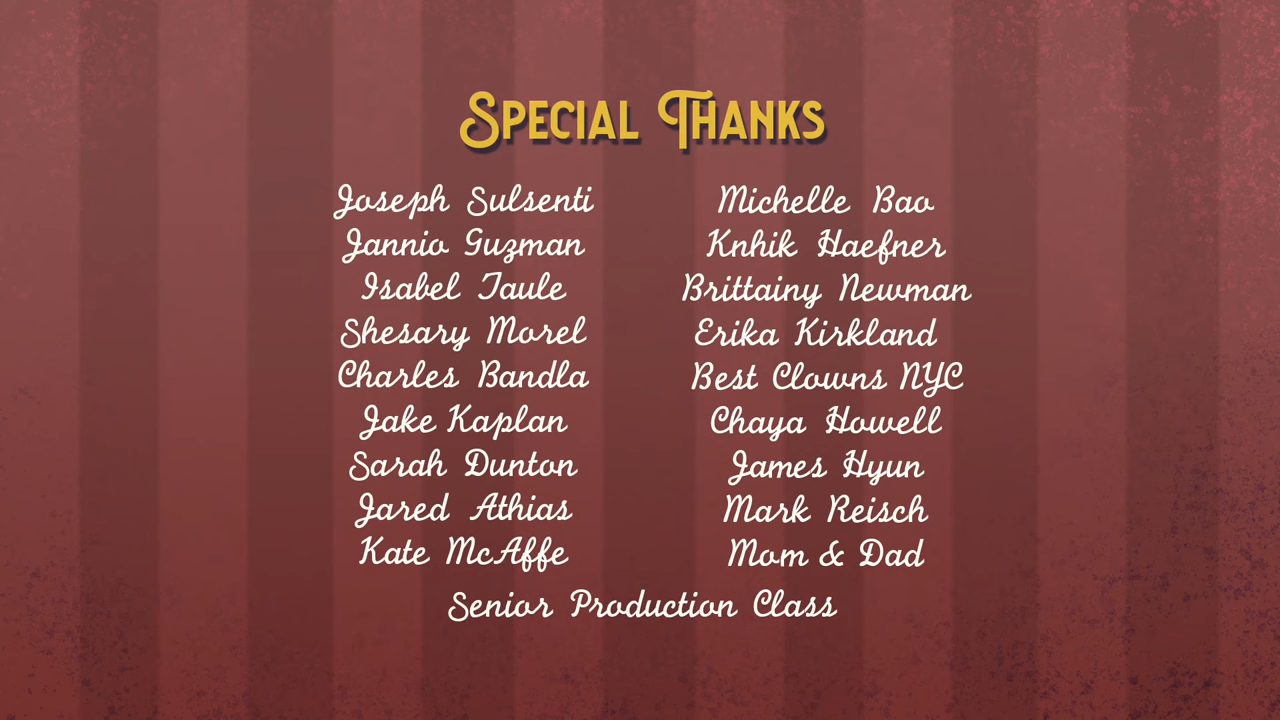 Special Thanks
Joseph Sulsenti
Jannio Guzman
Isabel Taule
Shesary Morel
Charles Bandla
Jake Kaplan
Sarah Dunton
Jared Athias
Kate McAffe
Michelle Bao
Knhik Haefner
Brittainy Newman
Erika Kirkland
Best Clowns NYC
Chaya Howell
James Hyun
Mark Reisch
Mom & Dad
Senior Production Class